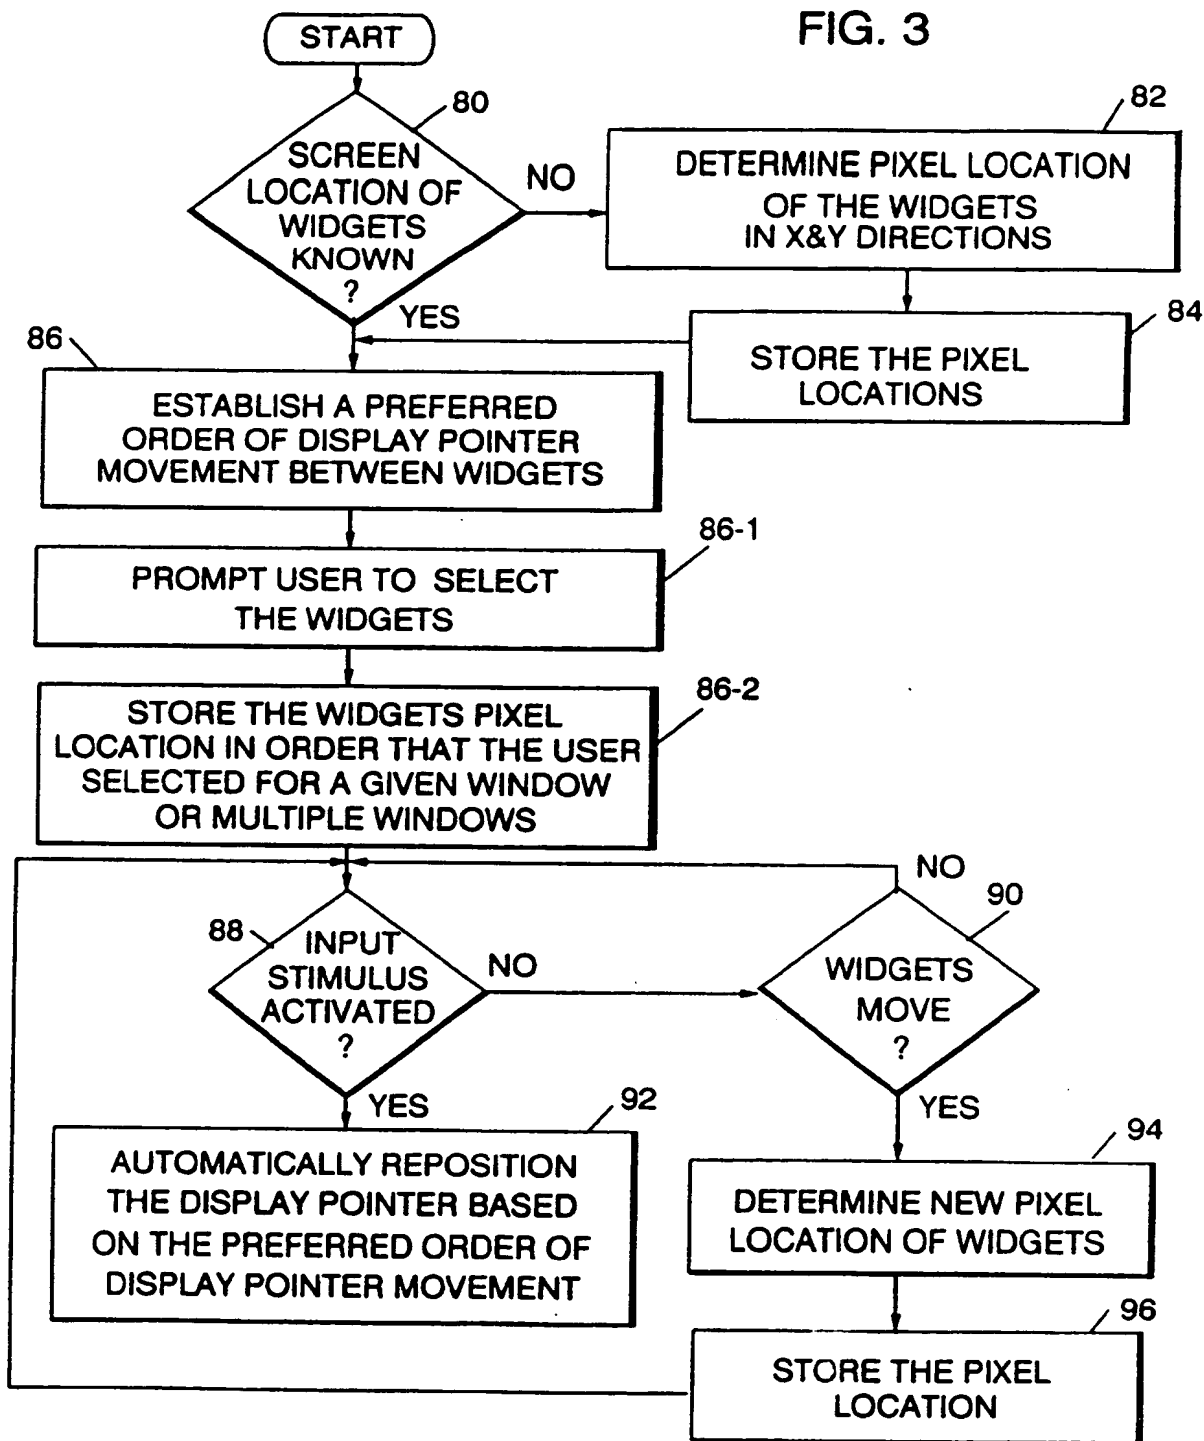 FIG. 3
START
80
SCREEN
LOCATION OF
WIDGETS
KNOWN
?
NO
YES
82
DETERMINE PIXEL LOCATION
OF THE WIDGETS
IN X&Y DIRECTIONS
84
STORE THE PIXEL
LOCATIONS
86
ESTABLISH A PREFERRED
ORDER OF DISPLAY POINTER
MOVEMENT BETWEEN WIDGETS
86-1
PROMPT USER TO SELECT
THE WIDGETS
86-2
STORE THE WIDGETS PIXEL
LOCATION IN ORDER THAT THE USER
SELECTED FOR A GIVEN WINDOW
OR MULTIPLE WINDOWS
88
INPUT
STIMULUS
ACTIVATED
?
NO
YES
NO
90
WIDGETS
MOVE
?
YES
92
AUTOMATICALLY REPOSITION
THE DISPLAY POINTER BASED
ON THE PREFERRED ORDER OF
DISPLAY POINTER MOVEMENT
94
DETERMINE NEW PIXEL
LOCATION OF WIDGETS
96
STORE THE PIXEL
LOCATION